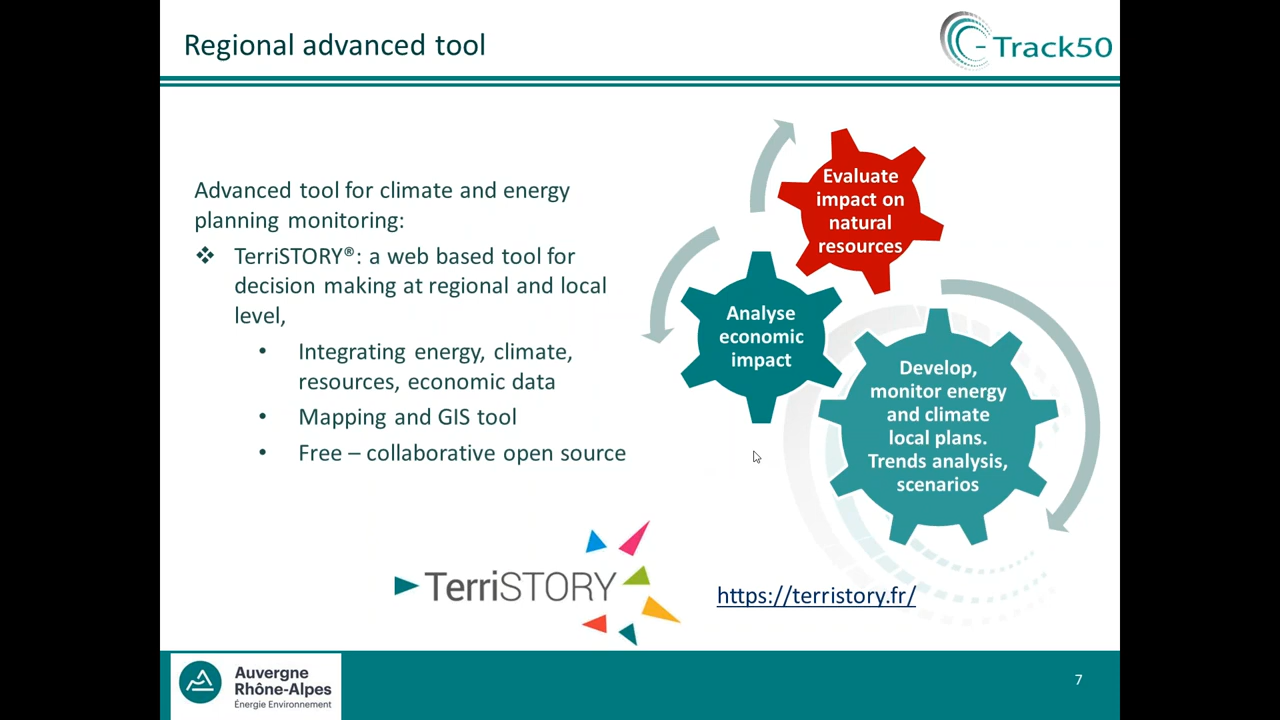 Regional advanced tool
C-Track50
Advanced tool for climate and energy
planning monitoring:
❖ TerriSTORY®: a web based tool for
decision making at regional and local
level,
• Integrating energy, climate,
resources, economic data
• Mapping and GIS tool
• Free – collaborative open source
Evaluate
impact on
natural
resources
Analyse
economic
impact
Develop,
monitor energy
and climate
local plans.
Trends analysis,
scenarios
TerriSTORY
https://terristory.fr/
Auvergne
Rhône-Alpes
Énergie Environnement
7